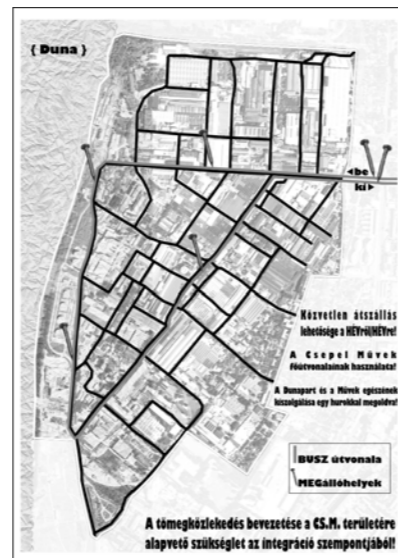 { Duna }
◄be
ki►
Közvetlen átszállás
lehetősége a HÉVről/HÉVre!
A Csepel Művek
főútvonalainak használata!
A Dunapart és a Művek egészének
kiszolgálása egy hurokkal megoldva!
BUSZ útvonala
MEGállóhelyek
A tömegközlekedés bevezetése a CS.M. területére
alapvető szükséglet az integráció szempontjából!